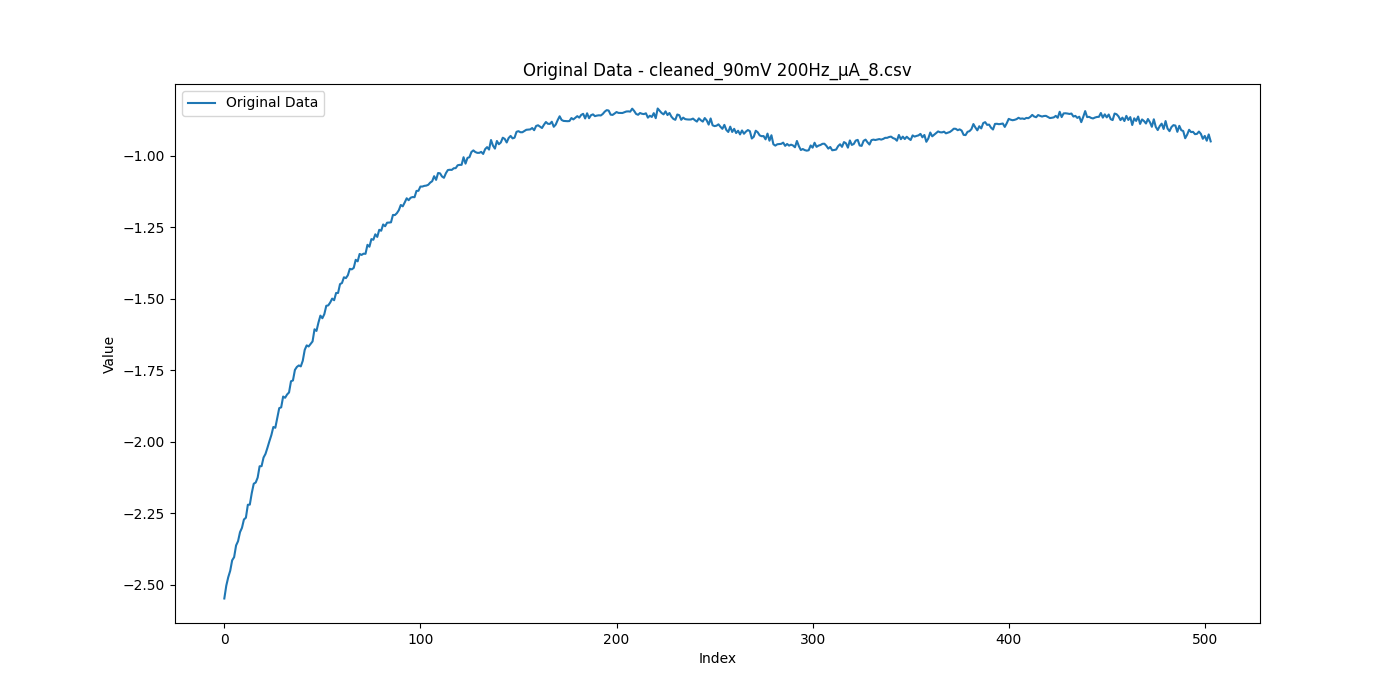 Original Data - cleaned_90mV 200Hz_µA_8.csv
Original Data
−1.00
−1.25
−1.50
−1.75
−2.00
−2.25
−2.50
Value
0 100 200 300 400 500
Index